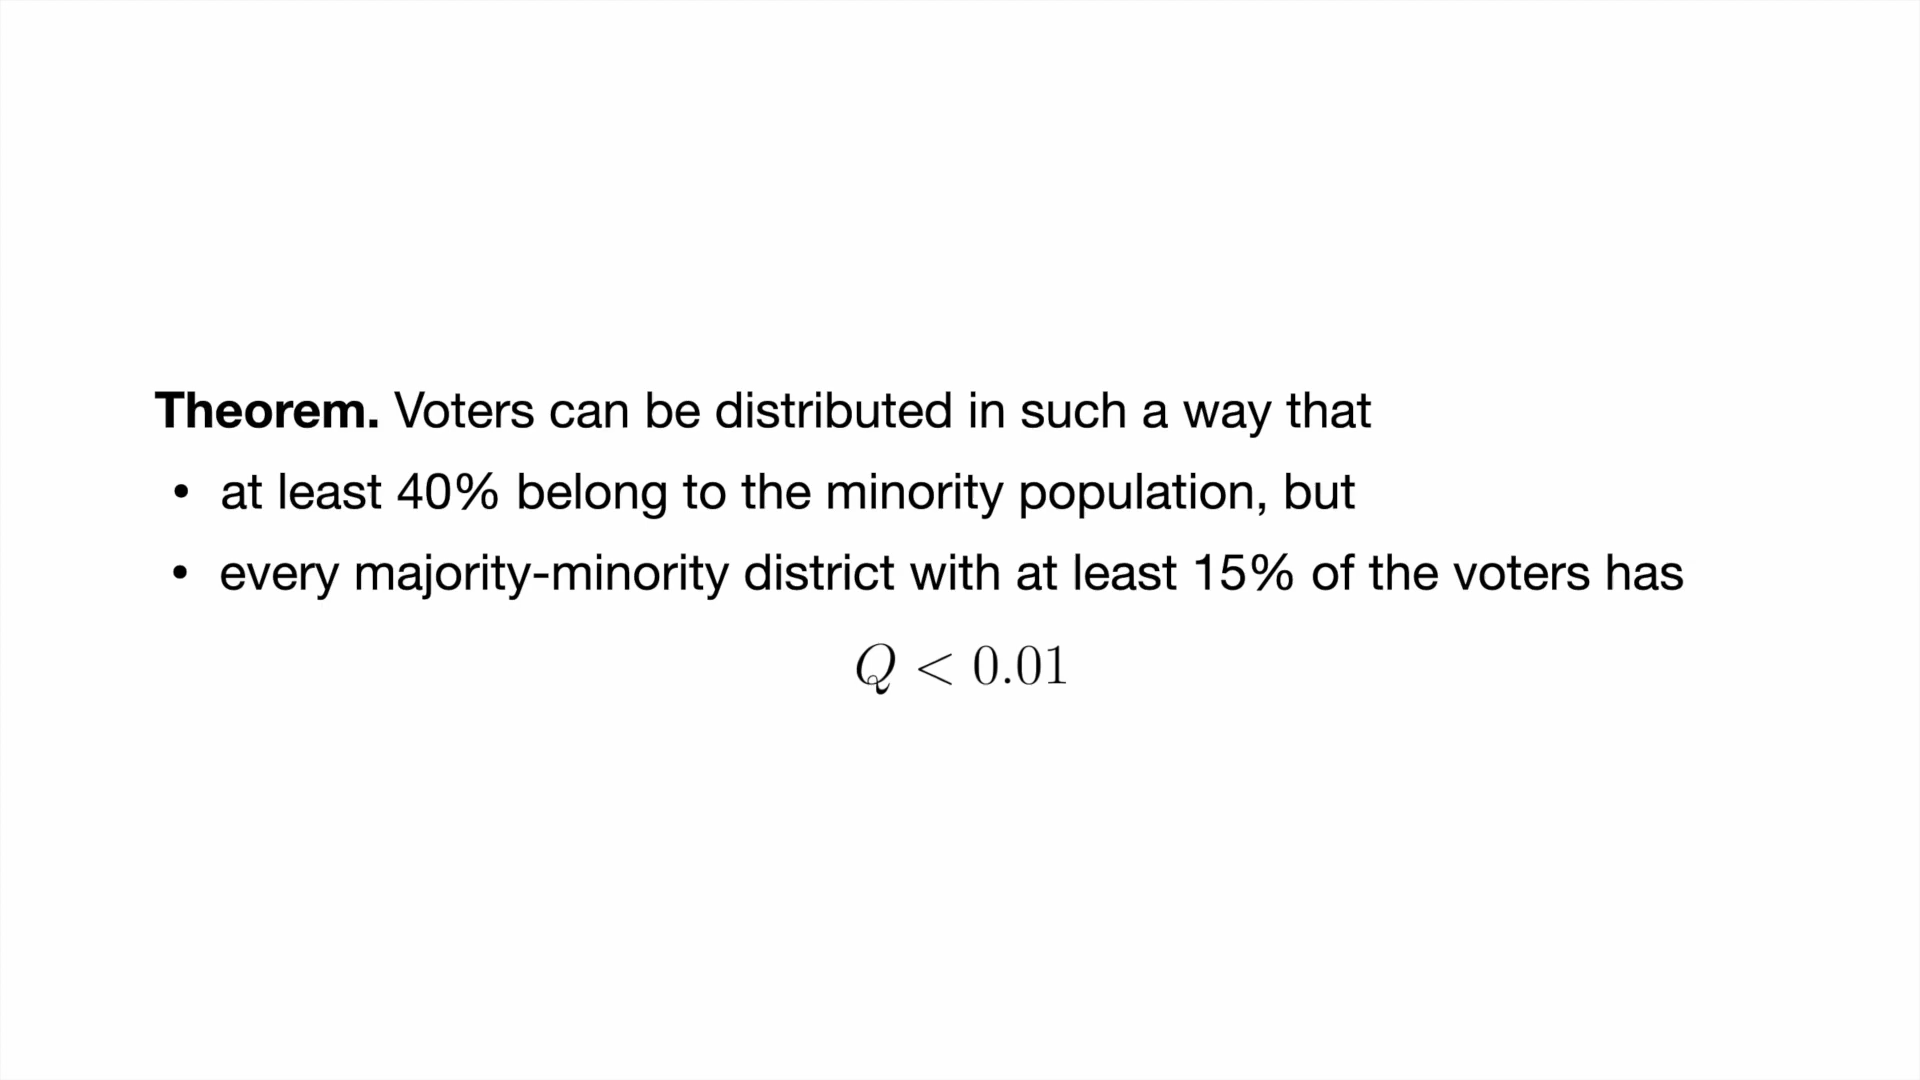 Theorem. Voters can be distributed in such a way that
• at least 40% belong to the minority population, but
• every majority-minority district with at least 15% of the voters has
Q < 0.01